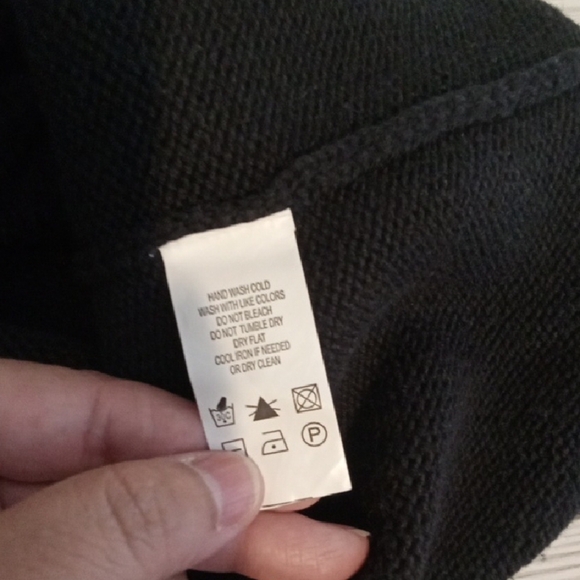 HAND WASH COLD
WASH WITH LIKE COLORS
DO NOT BLEACH
DO NOT TUMBLE DRY
DRY FLAT
COOL IRON IF NEEDED
OR DRY CLEAN
30C
P